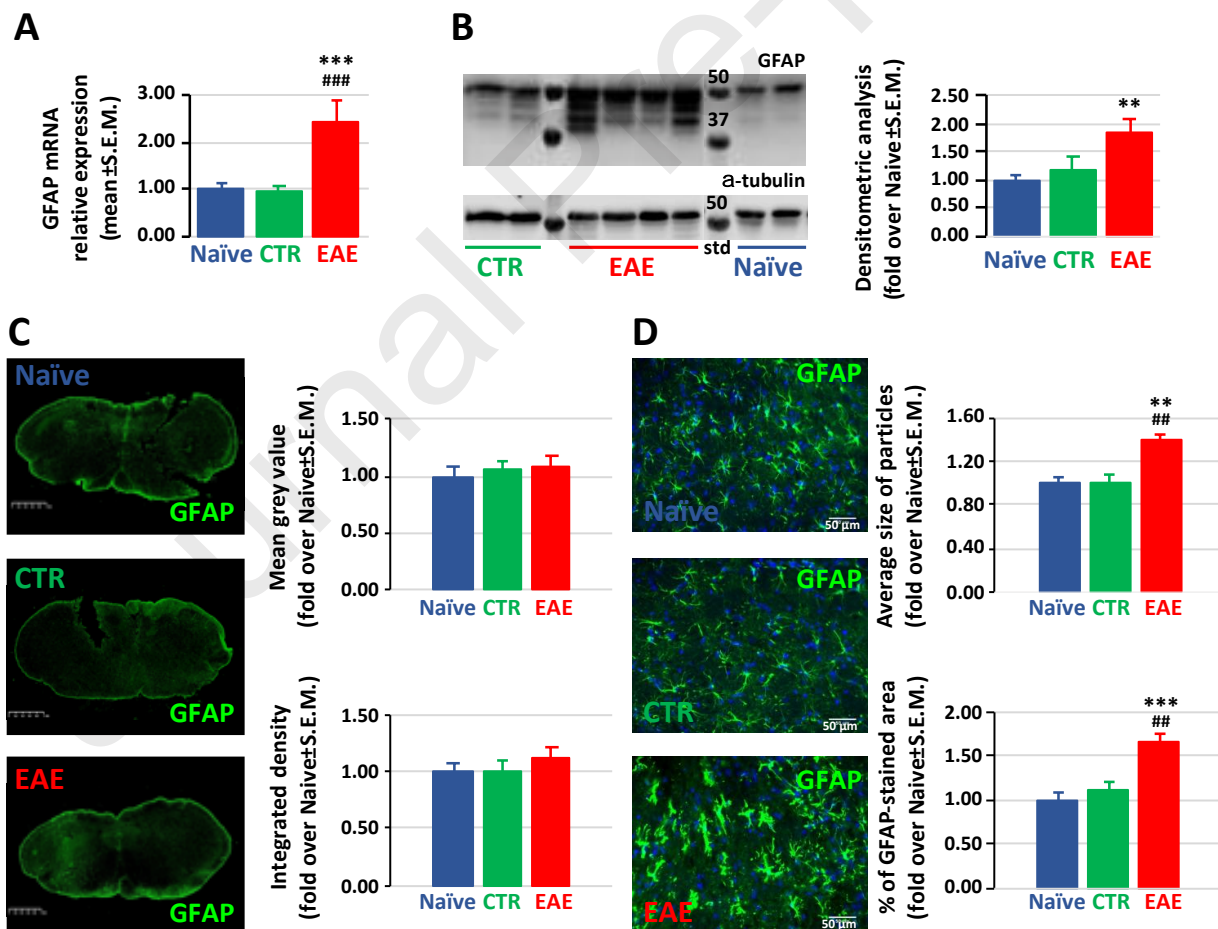 A
GFAP mRNA
relative expression
(mean±S.E.M.)
3.00
2.00
1.00
0.00
***
###
Naïve CTR EAE
B
GFAP
50
37
α-tubulin
50
std
CTR EAE Naïve
Densitometric analysis
(fold over Naive±S.E.M.)
2.50
2.00
1.50
1.00
0.50
0.00
**
Naïve CTR EAE
C
Naïve
GFAP
CTR
GFAP
EAE
GFAP
Mean grey value
(fold over Naive±S.E.M.)
1.50
1.00
0.50
0.00
Naïve CTR EAE
Integrated density
(fold over Naive±S.E.M.)
1.50
1.00
0.50
0.00
Naïve CTR EAE
D
GFAP
Naïve
50 µm
GFAP
CTR
50 µm
GFAP
EAE
50 µm
Average size of particles
(fold over Naive±S.E.M.)
1.60
1.20
0.80
0.40
0.00
**
##
Naïve CTR EAE
% of GFAP-stained area
(fold over Naive±S.E.M.)
2.00
1.50
1.00
0.50
0.00
***
##
Naïve CTR EAE
urnal Pre-